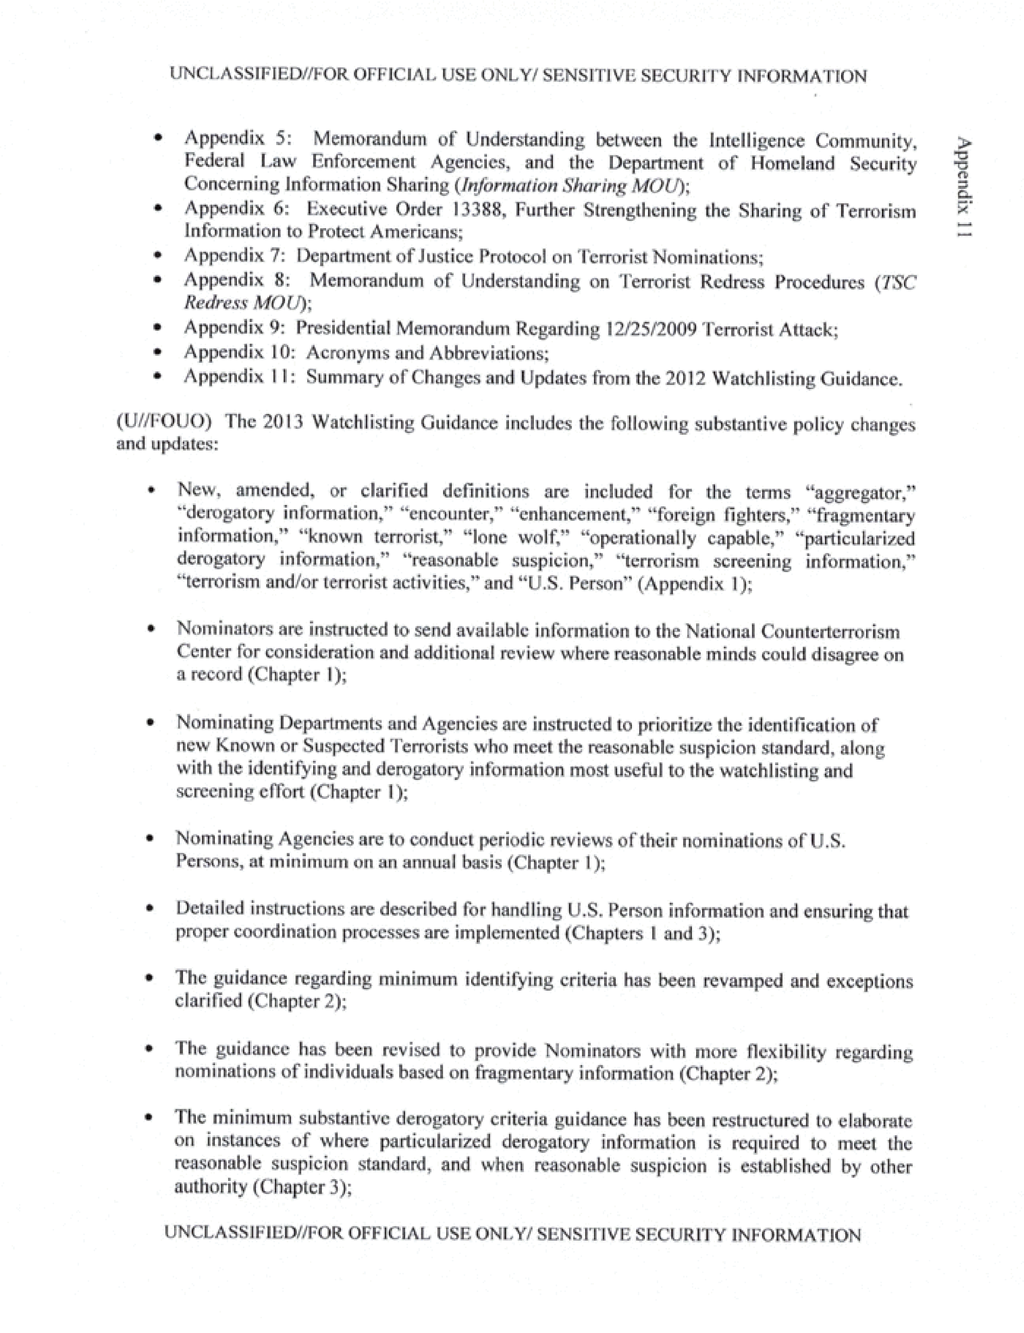 UNCLASSIFIED//FOR OFFICIAL USE ONLY/ SENSITIVE SECURITY INFORMATION
• Appendix 5: Memorandum of Understanding between the Intelligence Community,
Federal Law Enforcement Agencies, and the Department of Homeland Security
Concerning Information Sharing (Information Sharing MOU);
• Appendix 6: Executive Order 13388, Further Strengthening the Sharing of Terrorism
Information to Protect Americans;
• Appendix 7: Department of Justice Protocol on Terrorist Nominations;
• Appendix 8: Memorandum of Understanding on Terrorist Redress Procedures (TSC
Redress MOU);
• Appendix 9: Presidential Memorandum Regarding 12/25/2009 Terrorist Attack;
• Appendix 10: Acronyms and Abbreviations;
• Appendix 11: Summary of Changes and Updates from the 2012 Watchlisting Guidance.
Appendix 11
(U//FOUO) The 2013 Watchlisting Guidance includes the following substantive policy changes
and updates:
• New, amended, or clarified definitions are included for the terms “aggregator,”
“derogatory information,” “encounter,” “enhancement,” “foreign fighters,” “fragmentary
information,” “known terrorist,” “lone wolf,” “operationally capable,” “particularized
derogatory information,” “reasonable suspicion,” “terrorism screening information,”
“terrorism and/or terrorist activities,” and “U.S. Person” (Appendix 1);
• Nominators are instructed to send available information to the National Counterterrorism
Center for consideration and additional review where reasonable minds could disagree on
a record (Chapter 1);
• Nominating Departments and Agencies are instructed to prioritize the identification of
new Known or Suspected Terrorists who meet the reasonable suspicion standard, along
with the identifying and derogatory information most useful to the watchlisting and
screening effort (Chapter 1);
• Nominating Agencies are to conduct periodic reviews of their nominations of U.S.
Persons, at minimum on an annual basis (Chapter 1);
• Detailed instructions are described for handling U.S. Person information and ensuring that
proper coordination processes are implemented (Chapters 1 and 3);
• The guidance regarding minimum identifying criteria has been revamped and exceptions
clarified (Chapter 2);
• The guidance has been revised to provide Nominators with more flexibility regarding
nominations of individuals based on fragmentary information (Chapter 2);
• The minimum substantive derogatory criteria guidance has been restructured to elaborate
on instances of where particularized derogatory information is required to meet the
reasonable suspicion standard, and when reasonable suspicion is established by other
authority (Chapter 3);
UNCLASSIFIED//FOR OFFICIAL USE ONLY/ SENSITIVE SECURITY INFORMATION